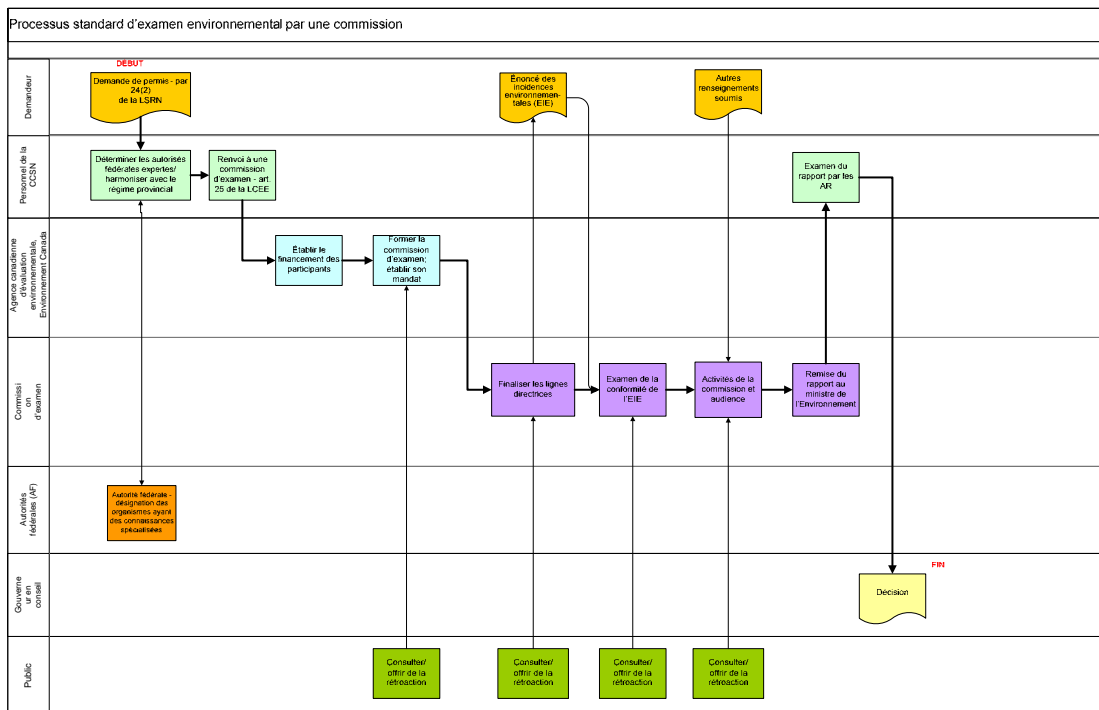 Processus standard d'examen environnemental par une commission
Demandeur
DÉBUT
Demande de permis - par
24(2)
de la LSRN
Énoncé des
incidences
environnemen-
tales (EIE)
Autres
renseignements
soumis
Personnel de la
CCSN
Déterminer les autorisés
fédérales expertes/
harmoniser avec le
régime provincial
Renvoi à une
commission
d'examen - art.
25 de la LCEE
Examen du
rapport par les
AR
Agence canadienne
d'évaluation
environnementale,
Environnement Canada
Établir le
financement des
participants
Former la
commission
d'examen;
établir son
mandat
Commissi
on
d'examen
Finaliser les lignes
directrices
Examen de la
conformité de
l'EIE
Activités de la
commission et
audience
Remise du
rapport au
ministre de
l'Environnement
Autorités
fédérales (AF)
Autorité fédérale -
désignation des
organismes ayant
des connaissances
spécialisées
Gouverne
ur en
conseil
FIN
Décision
Public
Consulter/
offrir de la
rétroaction
Consulter/
offrir de la
rétroaction
Consulter/
offrir de la
rétroaction
Consulter/
offrir de la
rétroaction